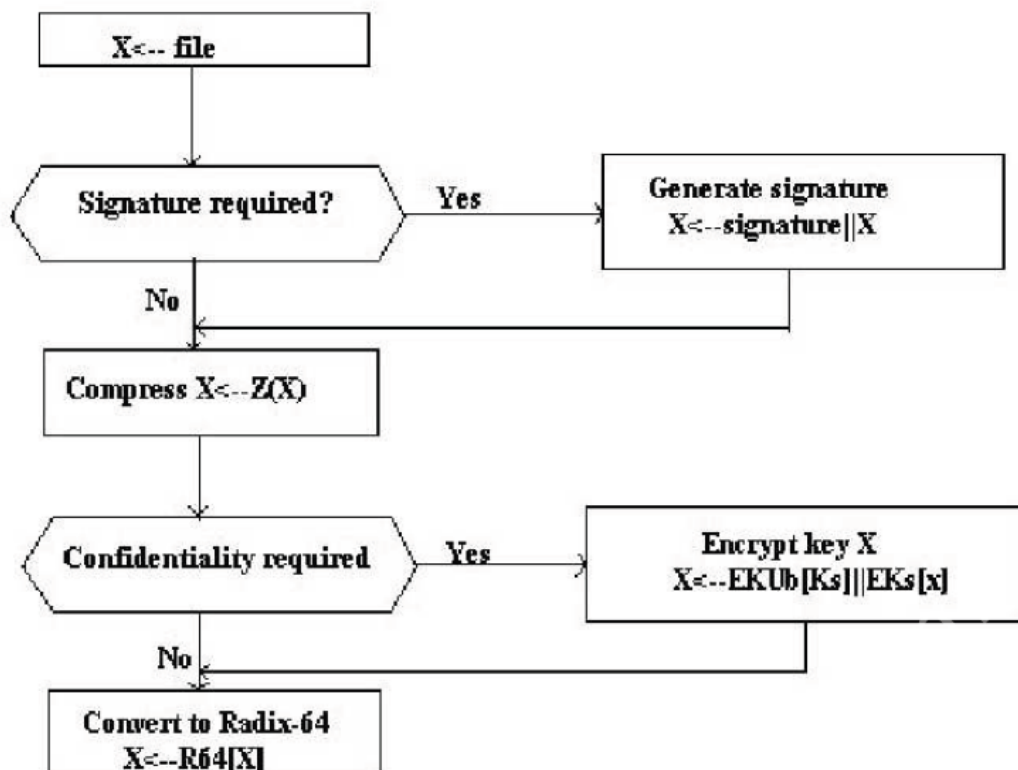 X<-- file
Signature required?
Yes
Generate signature
X<--signature||X
No
Compress X<--Z(X)
Confidentiality required
Yes
Encrypt key X
X<--EKUb[Ks]||EKs[x]
No
Convert to Radix-64
X<--R64[X]